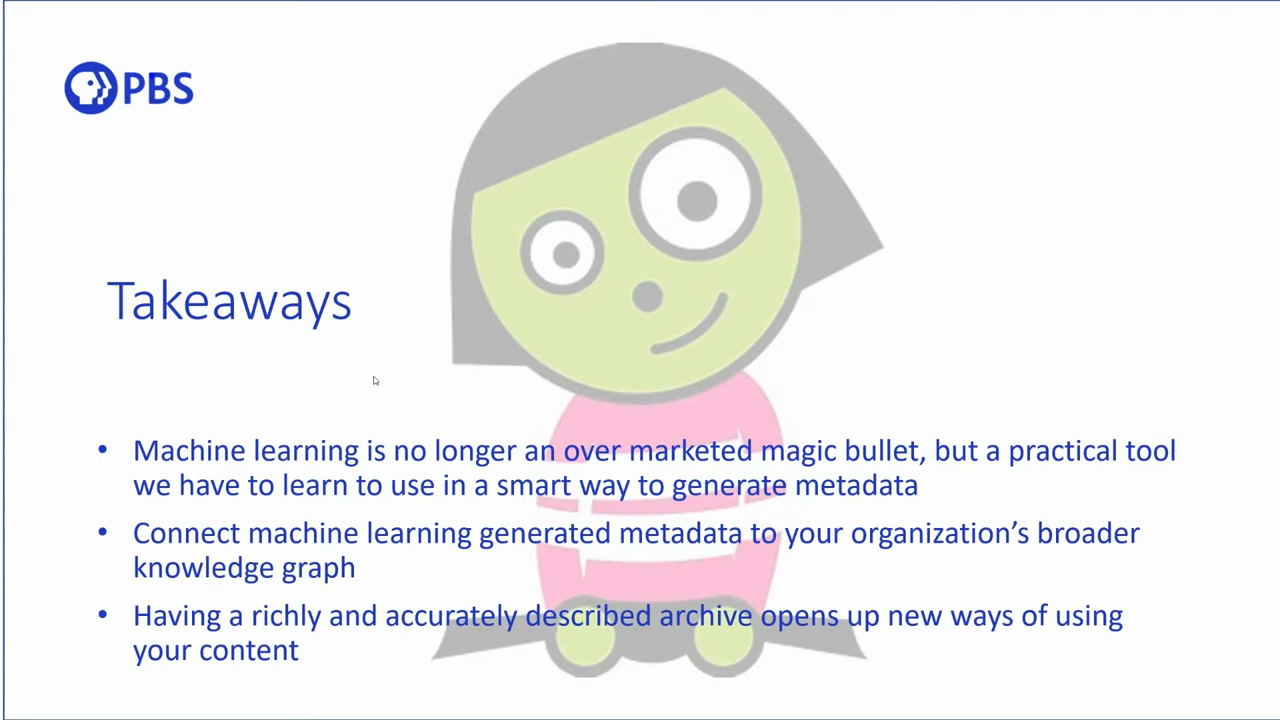 PBS
Takeaways
• Machine learning is no longer an over marketed magic bullet, but a practical tool
we have to learn to use in a smart way to generate metadata
• Connect machine learning generated metadata to your organization’s broader
knowledge graph
• Having a richly and accurately described archive opens up new ways of using
your content